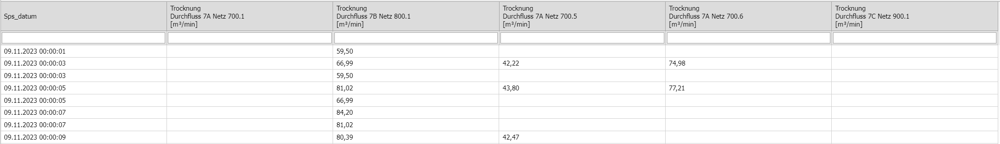 Sps_datum
Trocknung
Durchfluss 7A Netz 700.1
[m³/min]
Trocknung
Durchfluss 7B Netz 800.1
[m³/min]
Trocknung
Durchfluss 7A Netz 700.5
[m³/min]
Trocknung
Durchfluss 7A Netz 700.6
[m³/min]
Trocknung
Durchfluss 7C Netz 900.1
[m³/min]
09.11.2023 00:00:01 59,50
09.11.2023 00:00:03 66,99 42,22 74,98
09.11.2023 00:00:03 59,50
09.11.2023 00:00:05 81,02 43,80 77,21
09.11.2023 00:00:05 66,99
09.11.2023 00:00:07 84,20
09.11.2023 00:00:07 81,02
09.11.2023 00:00:09 80,39 42,47